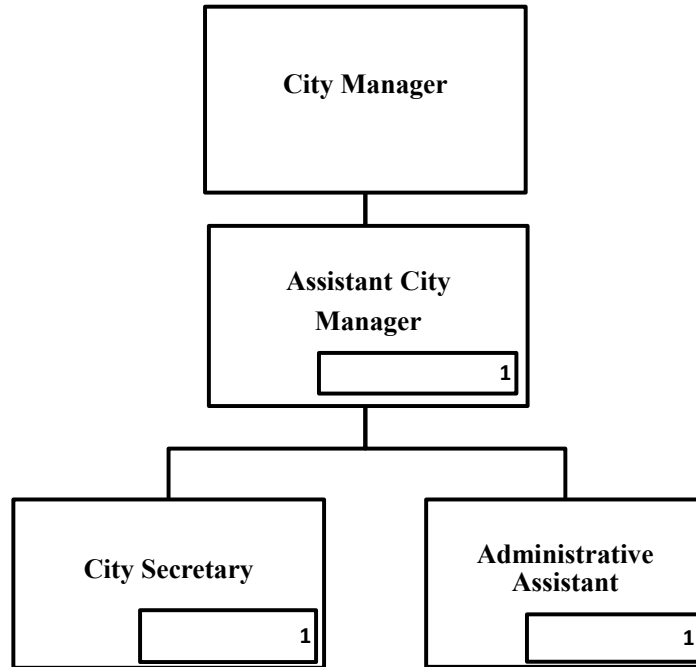 City Manager
Assistant City
Manager
1
City Secretary
1
Administrative
Assistant
1